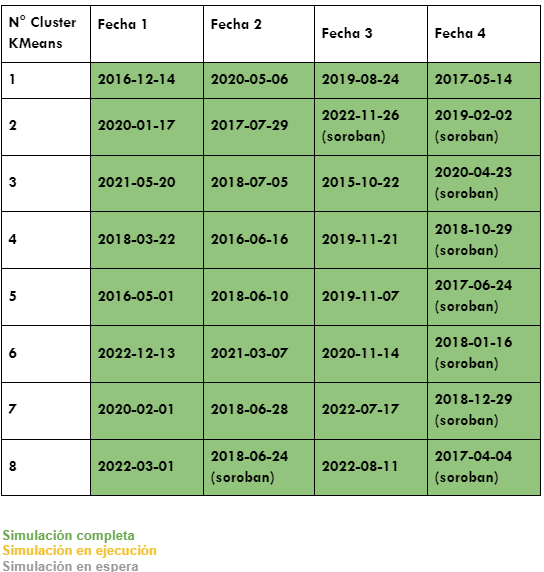 N° Cluster KMeans Fecha 1 Fecha 2 Fecha 3 Fecha 4
1 2016-12-14 2020-05-06 2019-08-24 2017-05-14
2 2020-01-17 2017-07-29 2022-11-26 (soroban) 2019-02-02 (soroban)
3 2021-05-20 2018-07-05 2015-10-22 2020-04-23 (soroban)
4 2018-03-22 2016-06-16 2019-11-21 2018-10-29 (soroban)
5 2016-05-01 2018-06-10 2019-11-07 2017-06-24 (soroban)
6 2022-12-13 2021-03-07 2020-11-14 2018-01-16 (soroban)
7 2020-02-01 2018-06-28 2022-07-17 2018-12-29 (soroban)
8 2022-03-01 2018-06-24 (soroban) 2022-08-11 2017-04-04 (soroban)
Simulación completa
Simulación en ejecución
Simulación en espera